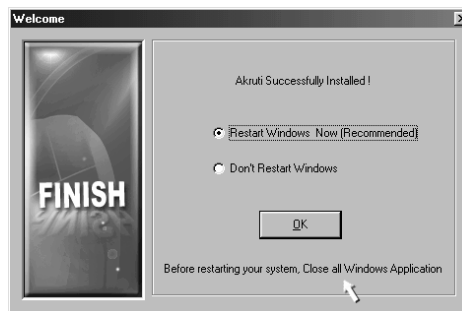 Welcome
Akruti Successfully Installed !
Restart Windows Now (Recommended)
Don't Restart Windows
FINISH
OK
Before restarting your system, Close all Windows Application